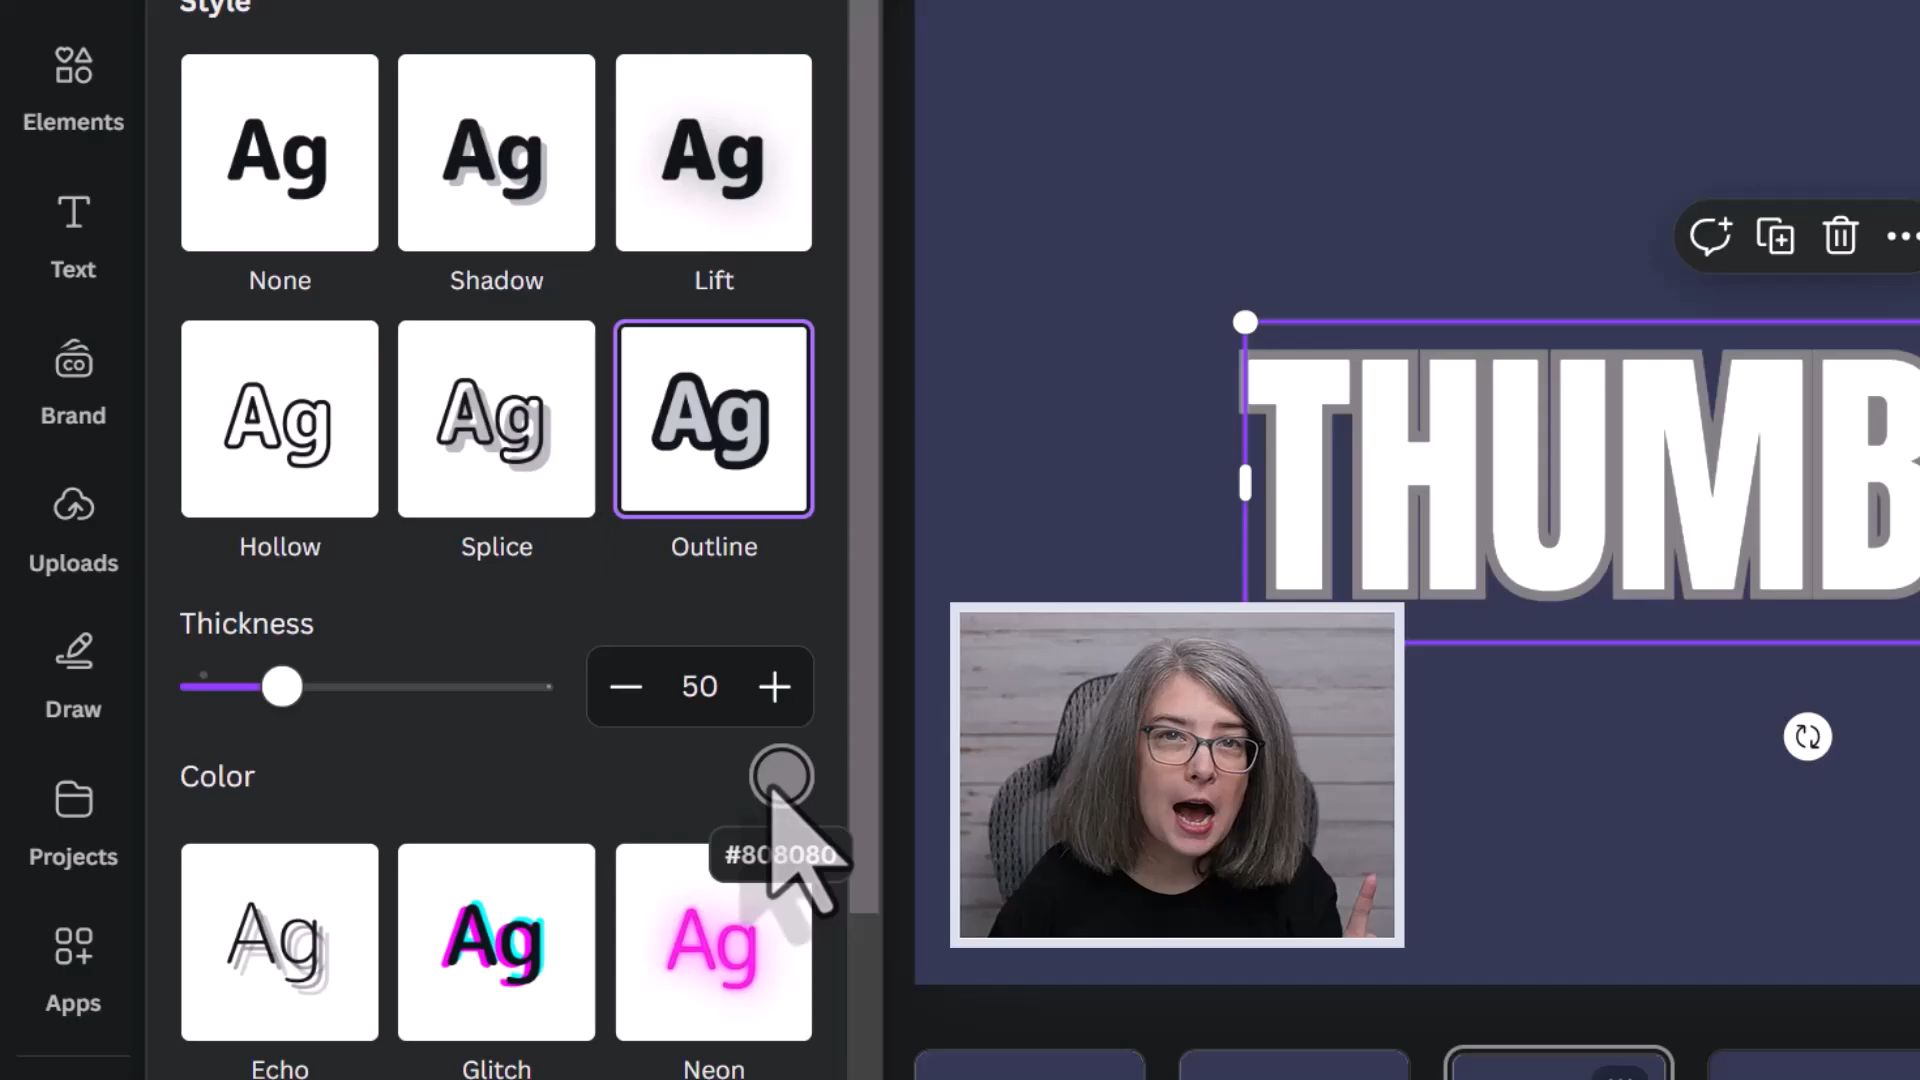 Style
Elements
Text
Brand
CO
Uploads
Draw
Projects
Apps
Ag
Ag
Ag
None
Shadow
Lift
Ag
Ag
Ag
Hollow
Splice
Outline
Thickness
50
Color
#808080
Ag
Ag
Ag
Echo
Glitch
Neon
THUMB